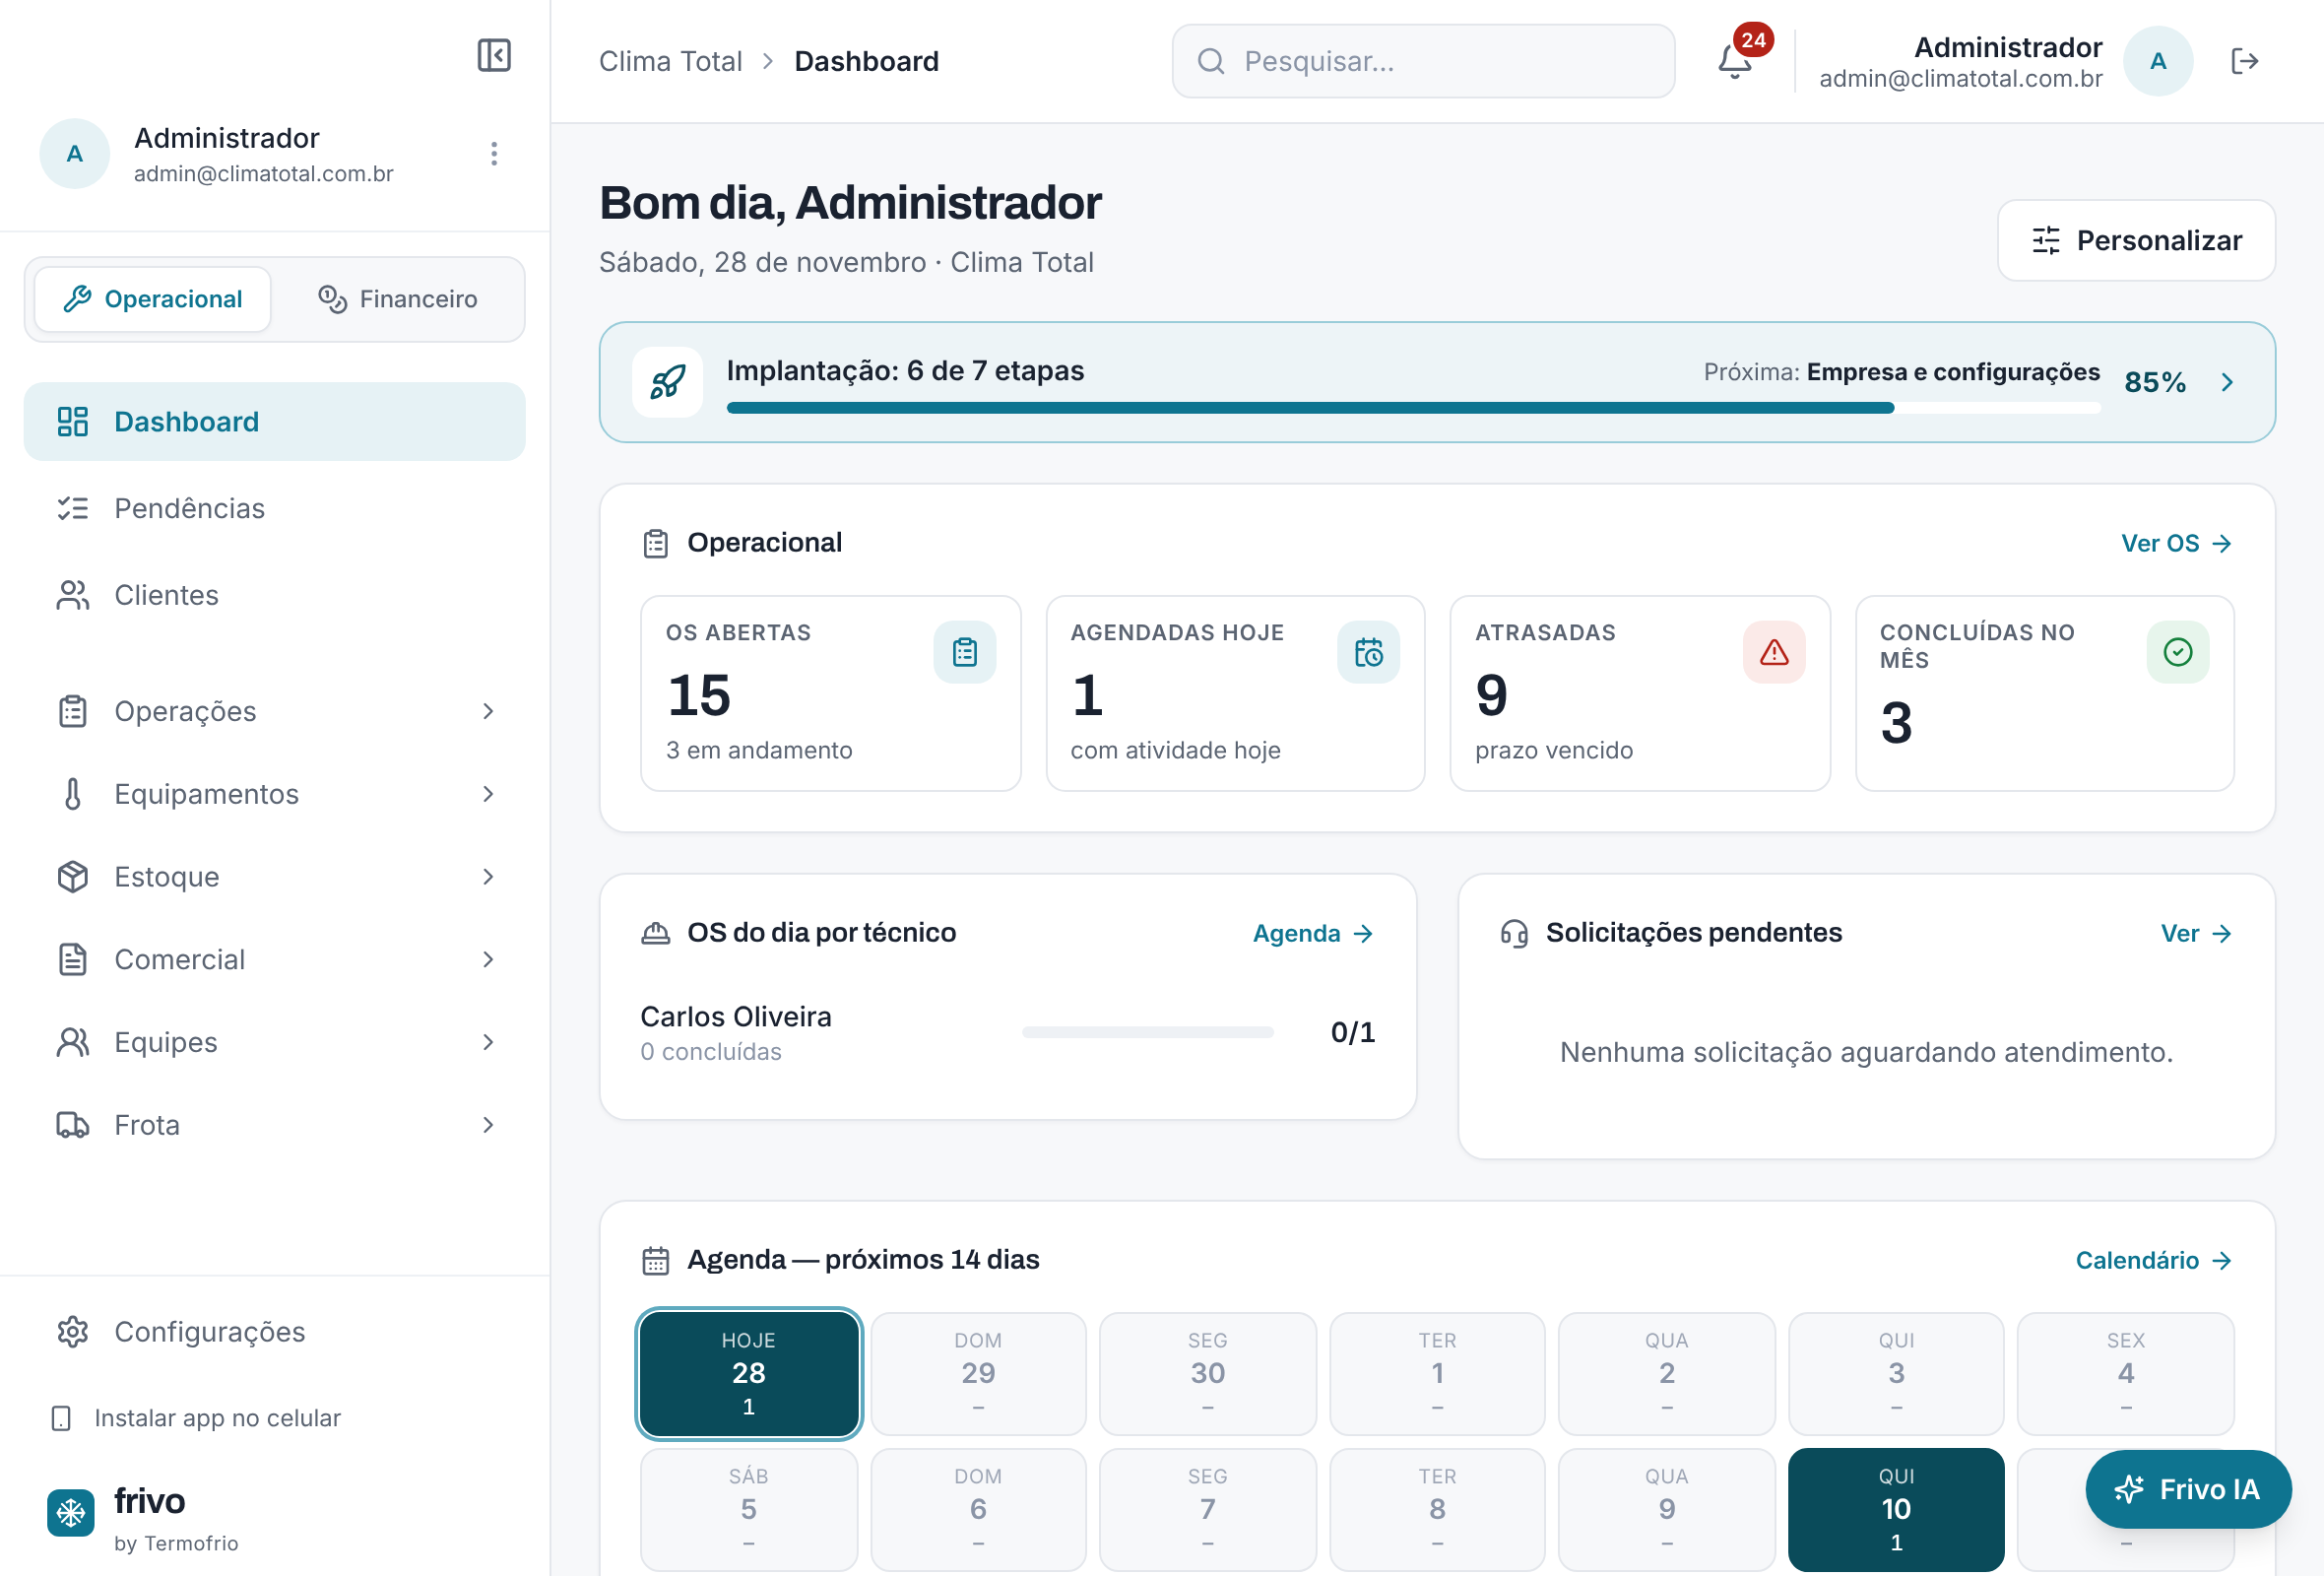 A
Administrador
admin@climatotal.com.br
Operacional
Financeiro
Dashboard
Pendências
Clientes
Operações
Equipamentos
Estoque
Comercial
Equipes
Frota
Configurações
Instalar app no celular
frivo
by Termofrio
Clima Total > Dashboard
Pesquisar...
24
Administrador
admin@climatotal.com.br
A
Bom dia, Administrador
Sábado, 28 de novembro · Clima Total
Personalizar
Implantação: 6 de 7 etapas
Próxima: Empresa e configurações
85%
Operacional
Ver OS →
OS ABERTAS
15
3 em andamento
AGENDADAS HOJE
1
com atividade hoje
ATRASADAS
9
prazo vencido
CONCLUÍDAS NO
MÊS
3
OS do dia por técnico
Agenda →
Carlos Oliveira
0 concluídas
0/1
Solicitações pendentes
Ver →
Nenhuma solicitação aguardando atendimento.
Agenda — próximos 14 dias
Calendário →
HOJE
28
1
DOM
29
–
SEG
30
–
TER
1
–
QUA
2
–
QUI
3
–
SEX
4
–
SÁB
5
–
DOM
6
–
SEG
7
–
TER
8
–
QUA
9
–
QUI
10
1
–
Frivo IA